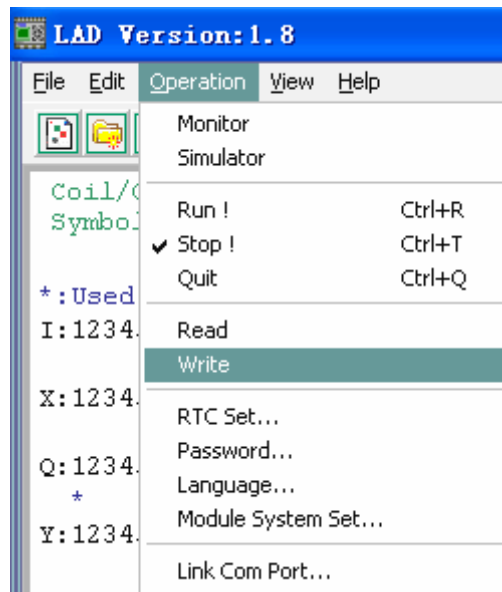 LAD Version:1.8
File Edit Operation View Help
Monitor
Simulator
Run ! Ctrl+R
Stop ! Ctrl+T
Quit Ctrl+Q
Read
Write
RTC Set...
Password...
Language...
Module System Set...
Link Com Port...
Coil/
Symbol
*:Used
I:1234.
X:1234.
Q:1234.
*
Y:1234.